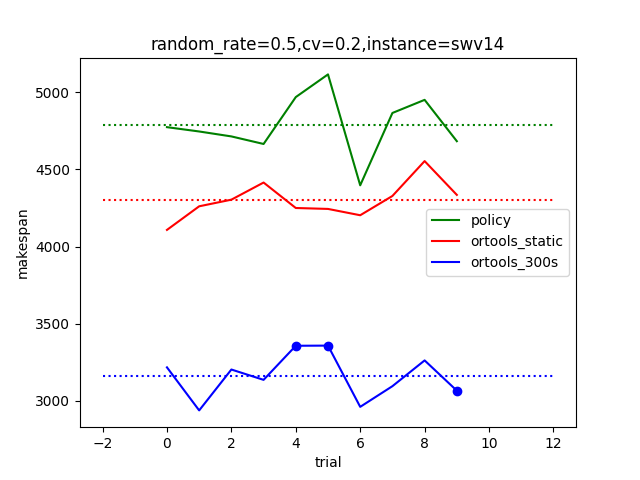 random_rate=0.5,cv=0.2,instance=swv14
makespan
5000
4500
4000
3500
3000
policy
ortools_static
ortools_300s
−2
0
2
4
6
8
10
12
trial